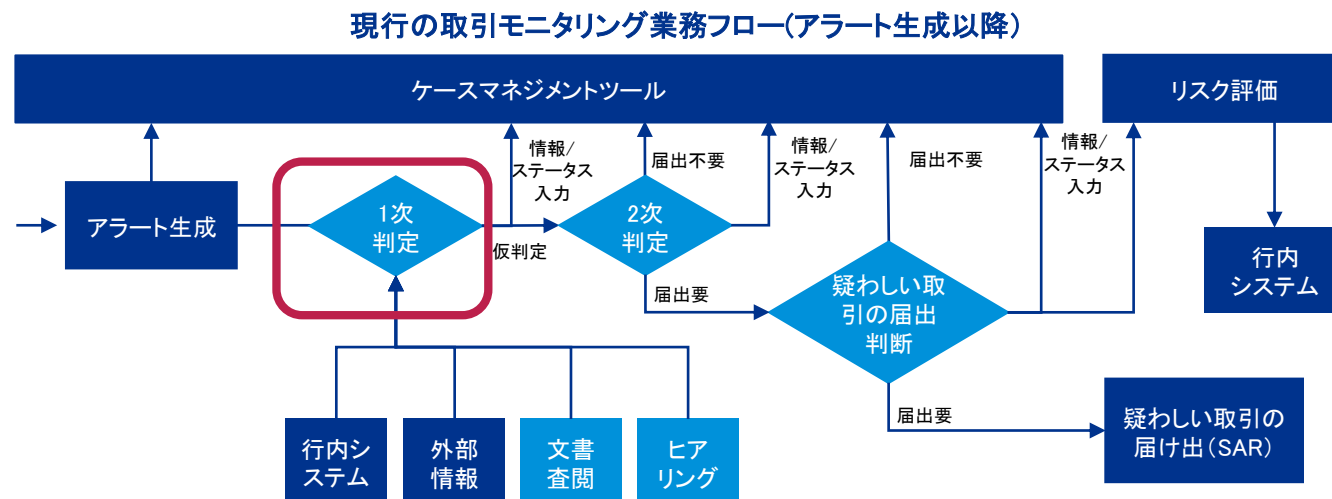 現行の取引モニタリング業務フロー(アラート生成以降)
ケースマネジメントツール
リスク評価
情報/
ステータス
入力
届出不要
情報/
ステータス
入力
届出不要
情報/
ステータス
入力
アラート生成
1次
判定
仮判定
2次
判定
届出要
疑わしい取
引の届出
判断
行内
システム
届出要
疑わしい取引の
届け出(SAR)
行内シ
ステム
外部
情報
文書
査閲
ヒア
リング